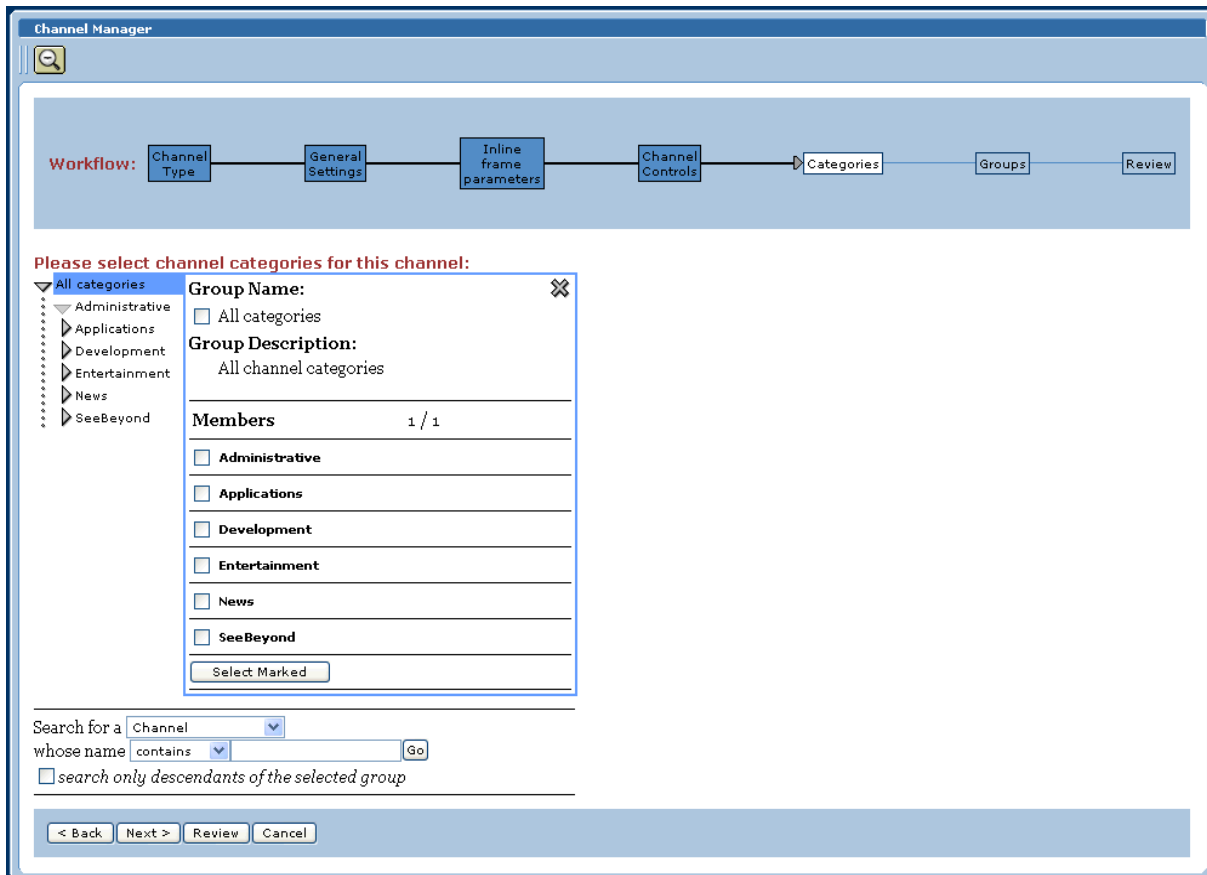 Channel Manager
Workflow:
Channel
Type
General
Settings
Inline
frame
parameters
Channel
Controls
Categories
Groups
Review
Please select channel categories for this channel:
All categories
Administrative
Applications
Development
Entertainment
News
SeeBeyond
Group Name:
All categories
Group Description:
All channel categories
Members 1 / 1
Administrative
Applications
Development
Entertainment
News
SeeBeyond
Select Marked
Search for a Channel
whose name contains Go
search only descendants of the selected group
< Back Next > Review Cancel